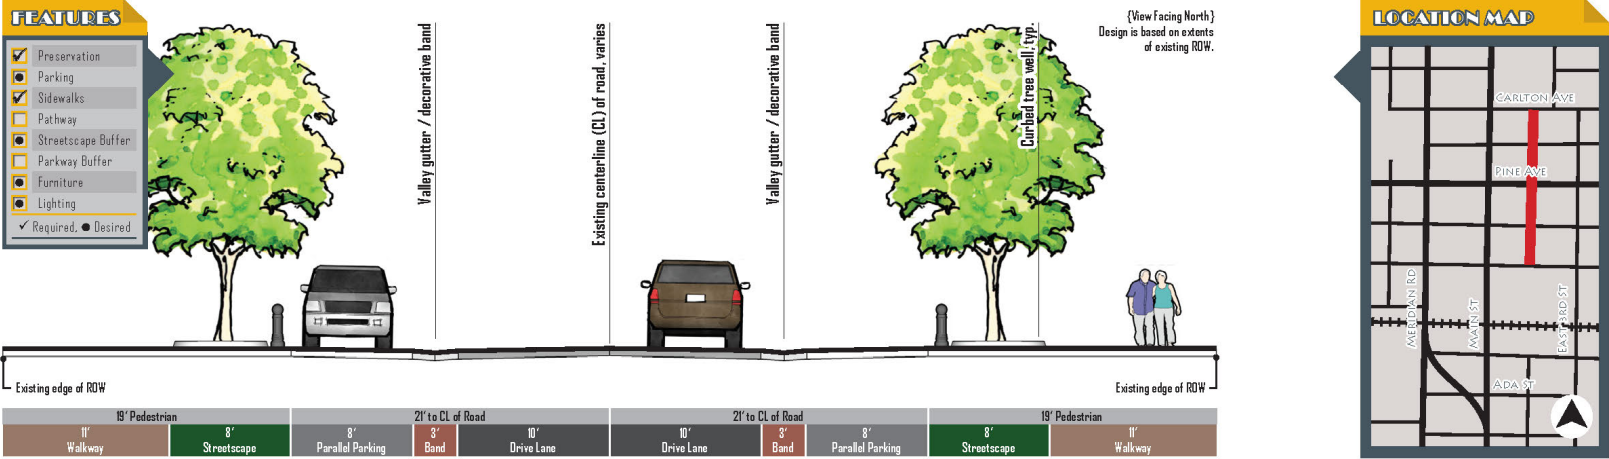 FEATURES
Preservation
Parking
Sidewalks
Pathway
Streetscape Buffer
Parkway Buffer
Furniture
Lighting
✓ Required, ● Desired
Valley gutter / decorative band
Existing centerline (CL) of road, varies
Valley gutter / decorative band
Curbed tree well, typ.
{View Facing North}
Design is based on extents
of existing ROW.
Existing edge of ROW
Existing edge of ROW
19' Pedestrian
21' to CL of Road
21' to CL of Road
19' Pedestrian
11'
Walkway
8'
Streetscape
8'
Parallel Parking
3'
Band
10'
Drive Lane
10'
Drive Lane
3'
Band
8'
Parallel Parking
8'
Streetscape
11'
Walkway
LOCATION MAP
CARLTON AVE
PINE AVE
MERIDIAN RD
MAIN ST
EAST 3RD ST
ADA ST